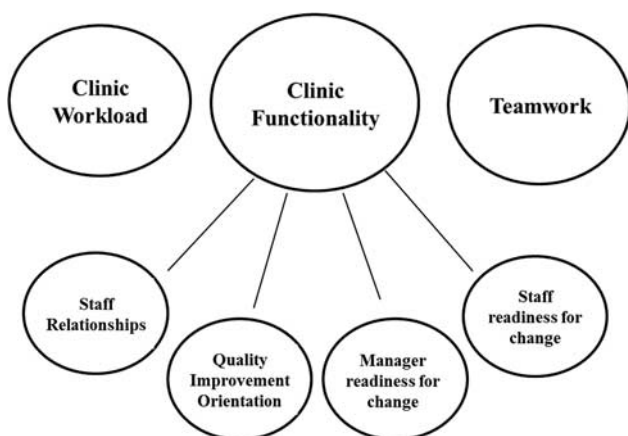 Clinic
Workload
Clinic
Functionality
Teamwork
Staff
Relationships
Quality
Improvement
Orientation
Manager
readiness for
change
Staff
readiness for
change